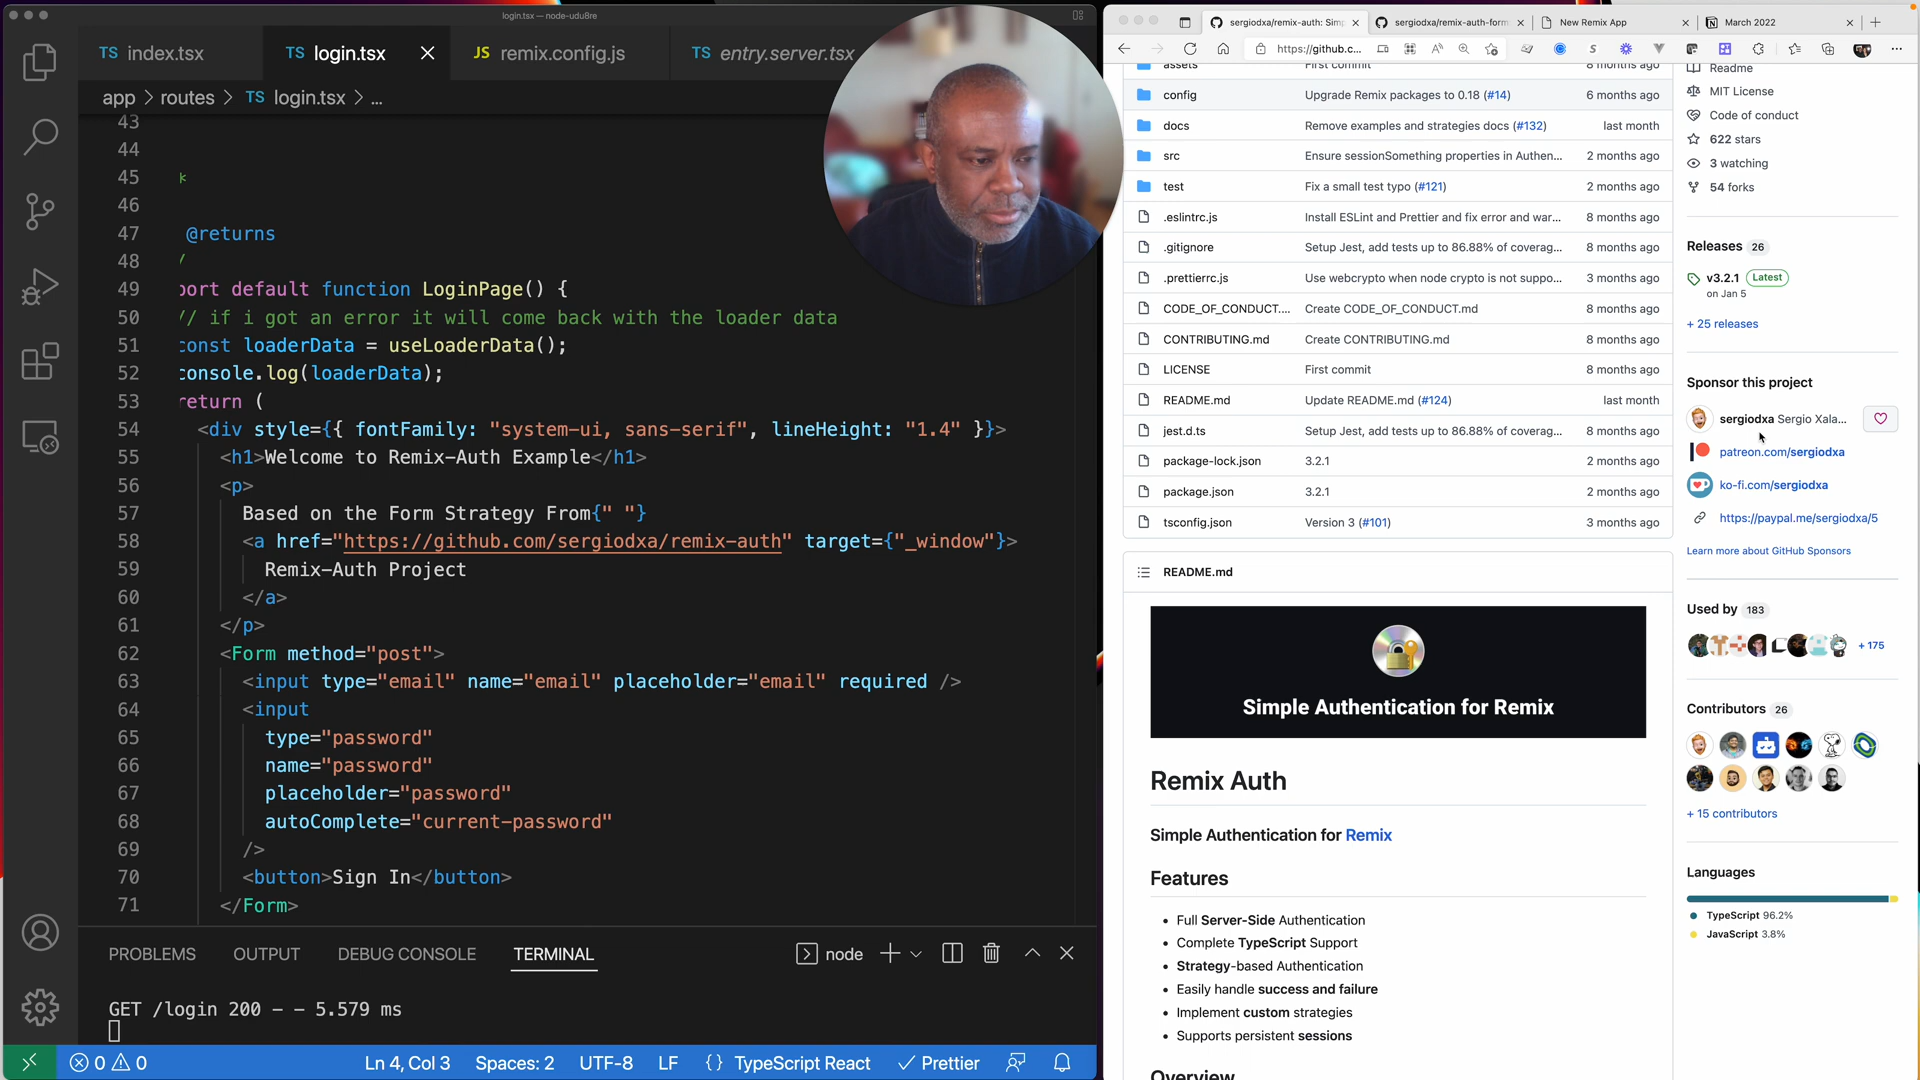 login.tsx — node-udu8re
TS index.tsx
TS login.tsx
JS remix.config.js
TS entry.server.tsx
app > routes > TS login.tsx > ...
43
44
45 *
46
47 @returns
48 /
49 port default function LoginPage() {
50 // if i got an error it will come back with the loader data
51 const loaderData = useLoaderData();
52 console.log(loaderData);
53 return (
54 <div style={{ fontFamily: "system-ui, sans-serif", lineHeight: "1.4" }}>
55 <h1>Welcome to Remix-Auth Example</h1>
56 <p>
57 Based on the Form Strategy From{" "}
58 <a href="https://github.com/sergiodxa/remix-auth" target={"_window"}>
59 Remix-Auth Project
60 </a>
61 </p>
62 <Form method="post">
63 <input type="email" name="email" placeholder="email" required />
64 <input
65 type="password"
66 name="password"
67 placeholder="password"
68 autoComplete="current-password"
69 />
70 <button>Sign In</button>
71 </Form>
PROBLEMS OUTPUT DEBUG CONSOLE TERMINAL node
GET /login 200 - - 5.579 ms
0 0 Ln 4, Col 3 Spaces: 2 UTF-8 LF {} TypeScript React Prettier
sergiodxa/remix-auth: Sim
sergiodxa/remix-auth-form
New Remix App
March 2022
https://github.c...
assets First commit 8 months ago
config Upgrade Remix packages to 0.18 (#14) 6 months ago
docs Remove examples and strategies docs (#132) last month
src Ensure sessionSomething properties in Authen... 2 months ago
test Fix a small test typo (#121) 2 months ago
.eslintrc.js Install ESLint and Prettier and fix error and war... 8 months ago
.gitignore Setup Jest, add tests up to 86.88% of coverag... 8 months ago
.prettierrc.js Use webcrypto when node crypto is not suppo... 3 months ago
CODE_OF_CONDUCT.... Create CODE_OF_CONDUCT.md 8 months ago
CONTRIBUTING.md Create CONTRIBUTING.md 8 months ago
LICENSE First commit 8 months ago
README.md Update README.md (#124) last month
jest.d.ts Setup Jest, add tests up to 86.88% of coverag... 8 months ago
package-lock.json 3.2.1 2 months ago
package.json 3.2.1 2 months ago
tsconfig.json Version 3 (#101) 3 months ago
README.md
Simple Authentication for Remix
Remix Auth
Simple Authentication for Remix
Features
• Full Server-Side Authentication
• Complete TypeScript Support
• Strategy-based Authentication
• Easily handle success and failure
• Implement custom strategies
• Supports persistent sessions
Overview
Readme
MIT License
Code of conduct
622 stars
3 watching
54 forks
Releases 26
v3.2.1 Latest
on Jan 5
+ 25 releases
Sponsor this project
sergiodxa Sergio Xala...
patreon.com/sergiodxa
ko-fi.com/sergiodxa
https://paypal.me/sergiodxa/5
Learn more about GitHub Sponsors
Used by 183
+ 175
Contributors 26
+ 15 contributors
Languages
TypeScript 96.2%
JavaScript 3.8%